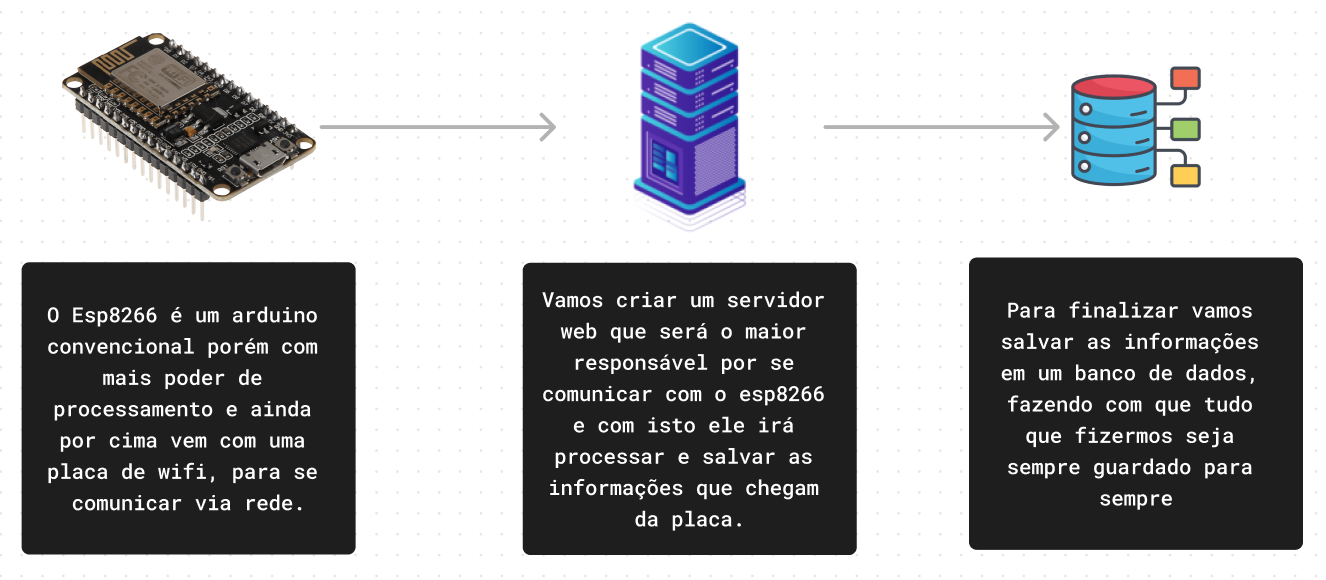 O Esp8266 é um arduino
convencional porém com
mais poder de
processamento e ainda
por cima vem com uma
placa de wifi, para se
comunicar via rede.
Vamos criar um servidor
web que será o maior
responsável por se
comunicar com o esp8266
e com isto ele irá
processar e salvar as
informações que chegam
da placa.
Para finalizar vamos
salvar as informações
em um banco de dados,
fazendo com que tudo
que fizermos seja
sempre guardado para
sempre